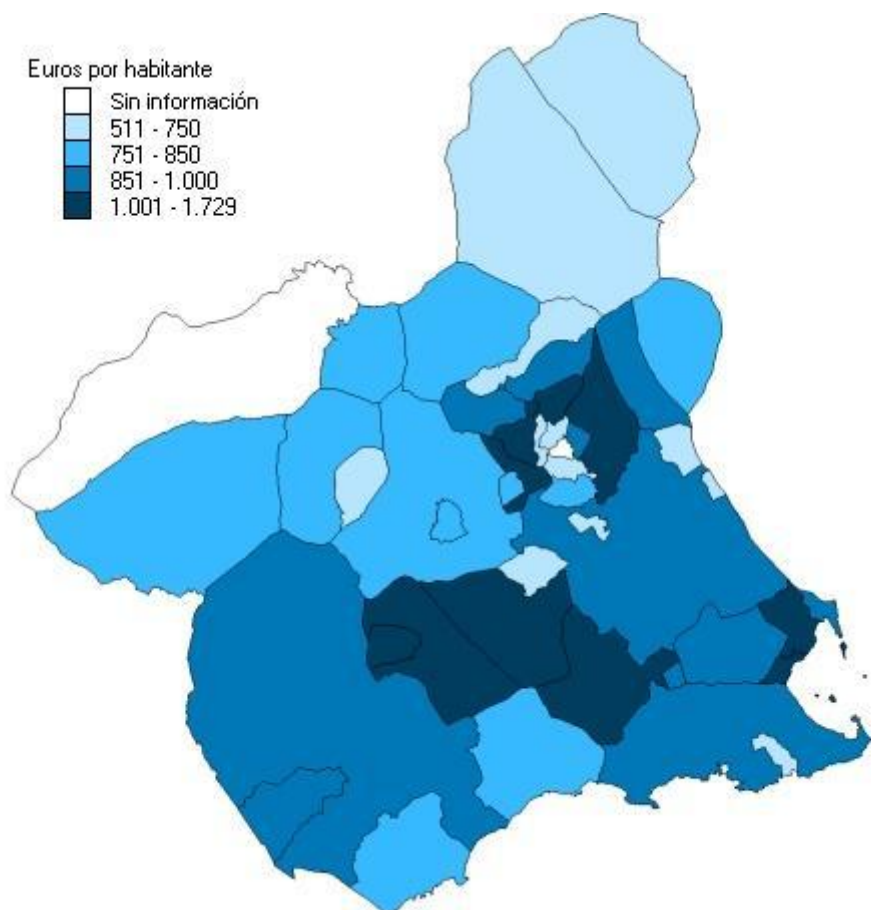 Euros por habitante
Sin información
511 - 750
751 - 850
851 - 1.000
1.001 - 1.729